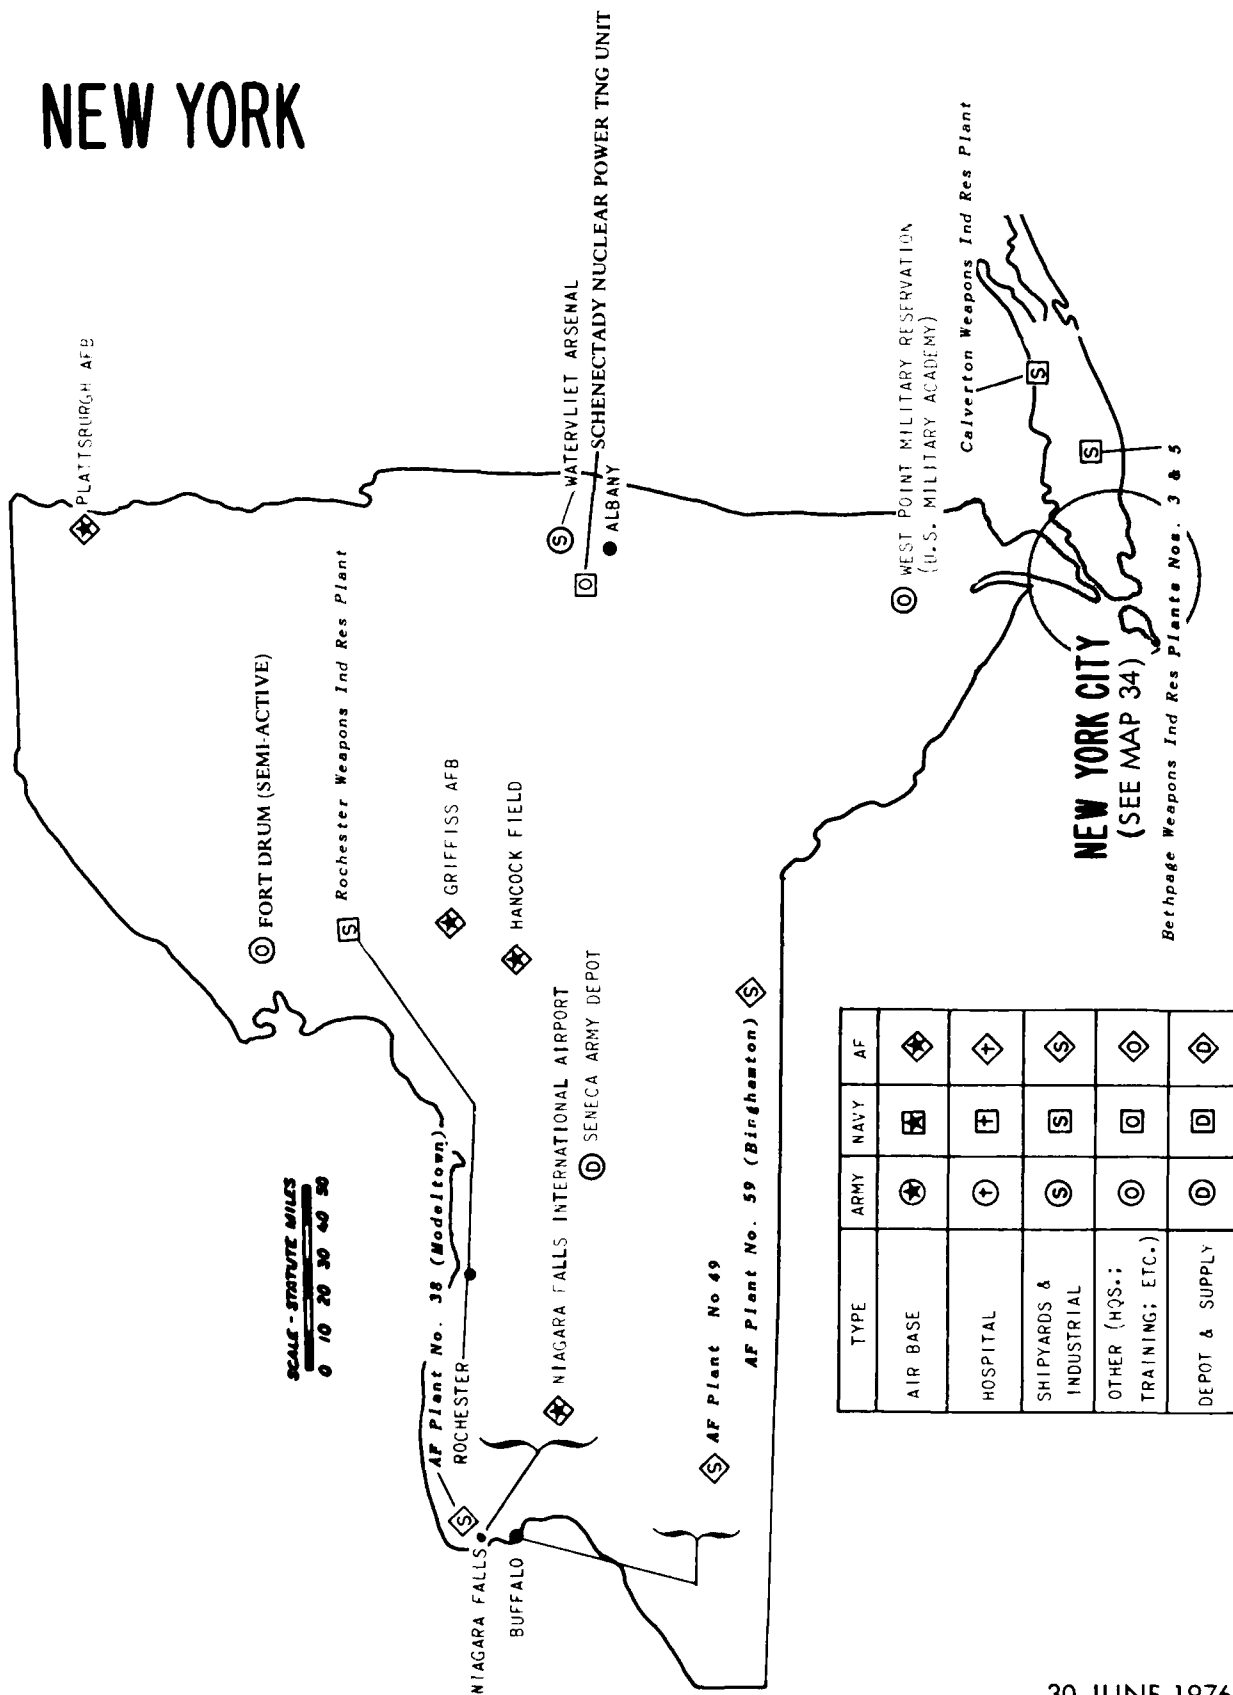 NEW YORK
PLATTSBURGH AFB
FORT DRUM (SEMI-ACTIVE)
Rochester Weapons Ind Res Plant
GRIFFISS AFB
HANCOCK FIELD
WATERVLIET ARSENAL
SCHENECTADY NUCLEAR POWER TNG UNIT
ALBANY
SCALE - STATUTE MILES
0 10 20 30 40 50
AF Plant No. 38 (Modeltown)
ROCHESTER
NIAGARA FALLS
BUFFALO
NIAGARA FALLS INTERNATIONAL AIRPORT
SENECA ARMY DEPOT
AF Plant No 49
AF Plant No. 59 (Binghamton)
WEST POINT MILITARY RESERVATION
(U.S. MILITARY ACADEMY)
Calverton Weapons Ind Res Plant
NEW YORK CITY
(SEE MAP 34)
Bethpage Weapons Ind Res Plants Nos. 3 & 5
S
O
S
O
S
S
O
S
D
S
S
TYPE ARMY NAVY AF
AIR BASE
HOSPITAL
SHIPYARDS & INDUSTRIAL S S S
OTHER (HQS.; TRAINING; ETC.) O O O
DEPOT & SUPPLY D D D
30 JUNE 1976